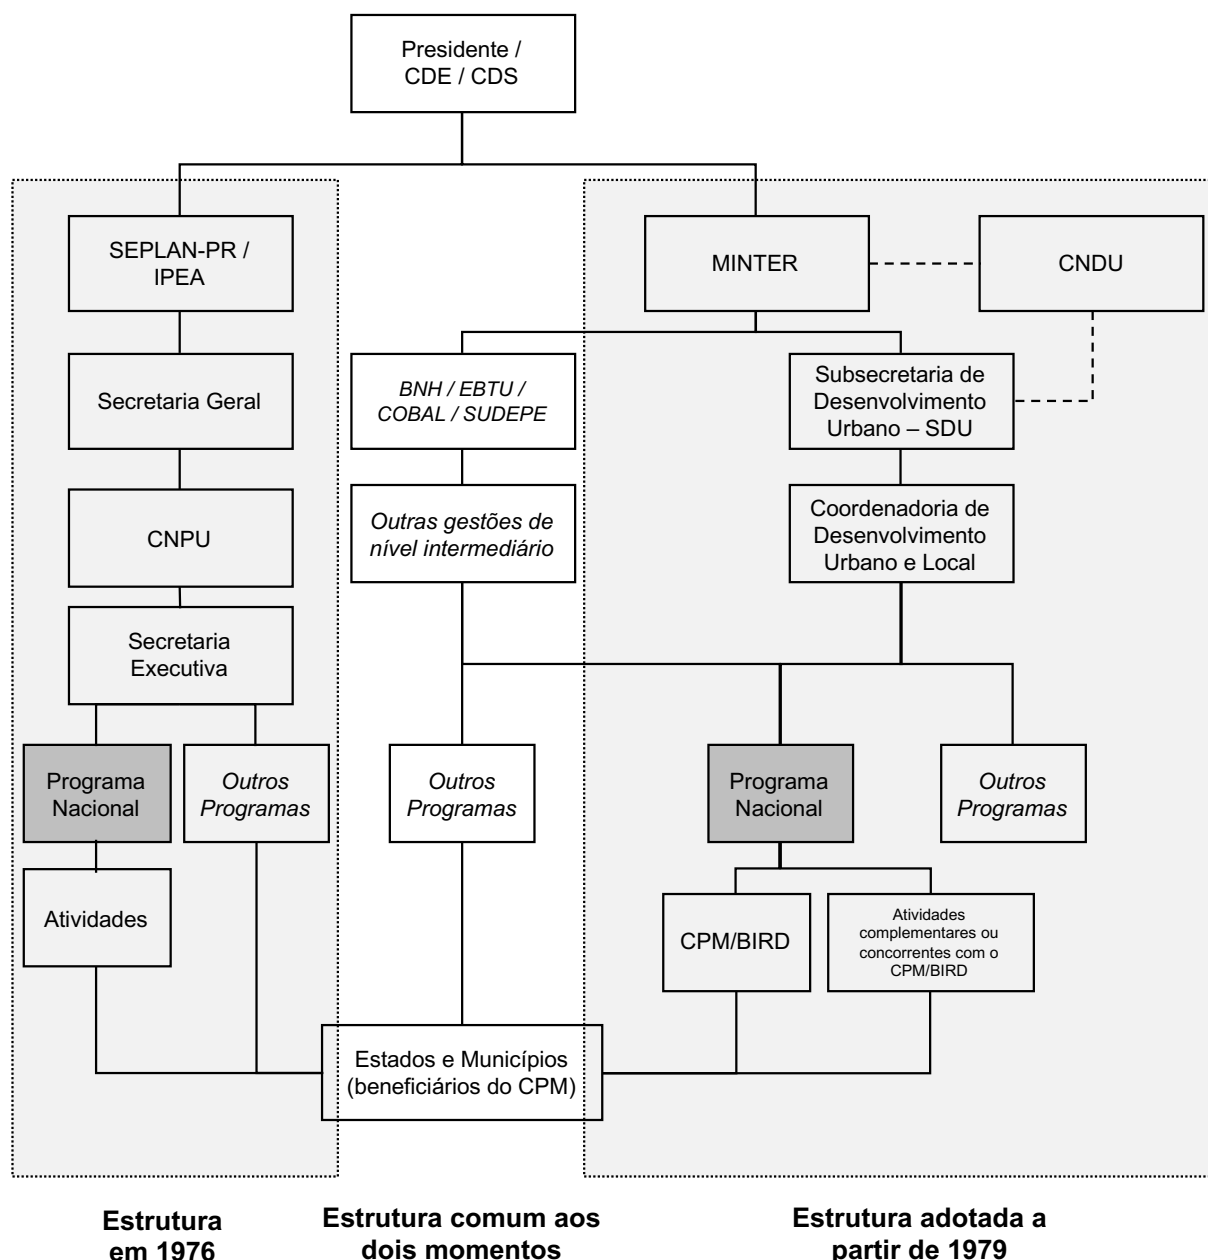 Presidente /
CDE / CDS
SEPLAN-PR /
IPEA
MINTER
CNDU
Secretaria Geral
BNH / EBTU /
COBAL / SUDEPE
Subsecretaria de
Desenvolvimento
Urbano – SDU
CNPU
Outras gestões de
nível intermediário
Coordenadoria de
Desenvolvimento
Urbano e Local
Secretaria
Executiva
Programa
Nacional
Outros
Programas
Outros
Programas
Programa
Nacional
Outros
Programas
Atividades
CPM/BIRD
Atividades
complementares ou
concorrentes com o
CPM/BIRD
Estados e Municípios
(beneficiários do CPM)
Estrutura
em 1976
Estrutura comum aos
dois momentos
Estrutura adotada a
partir de 1979